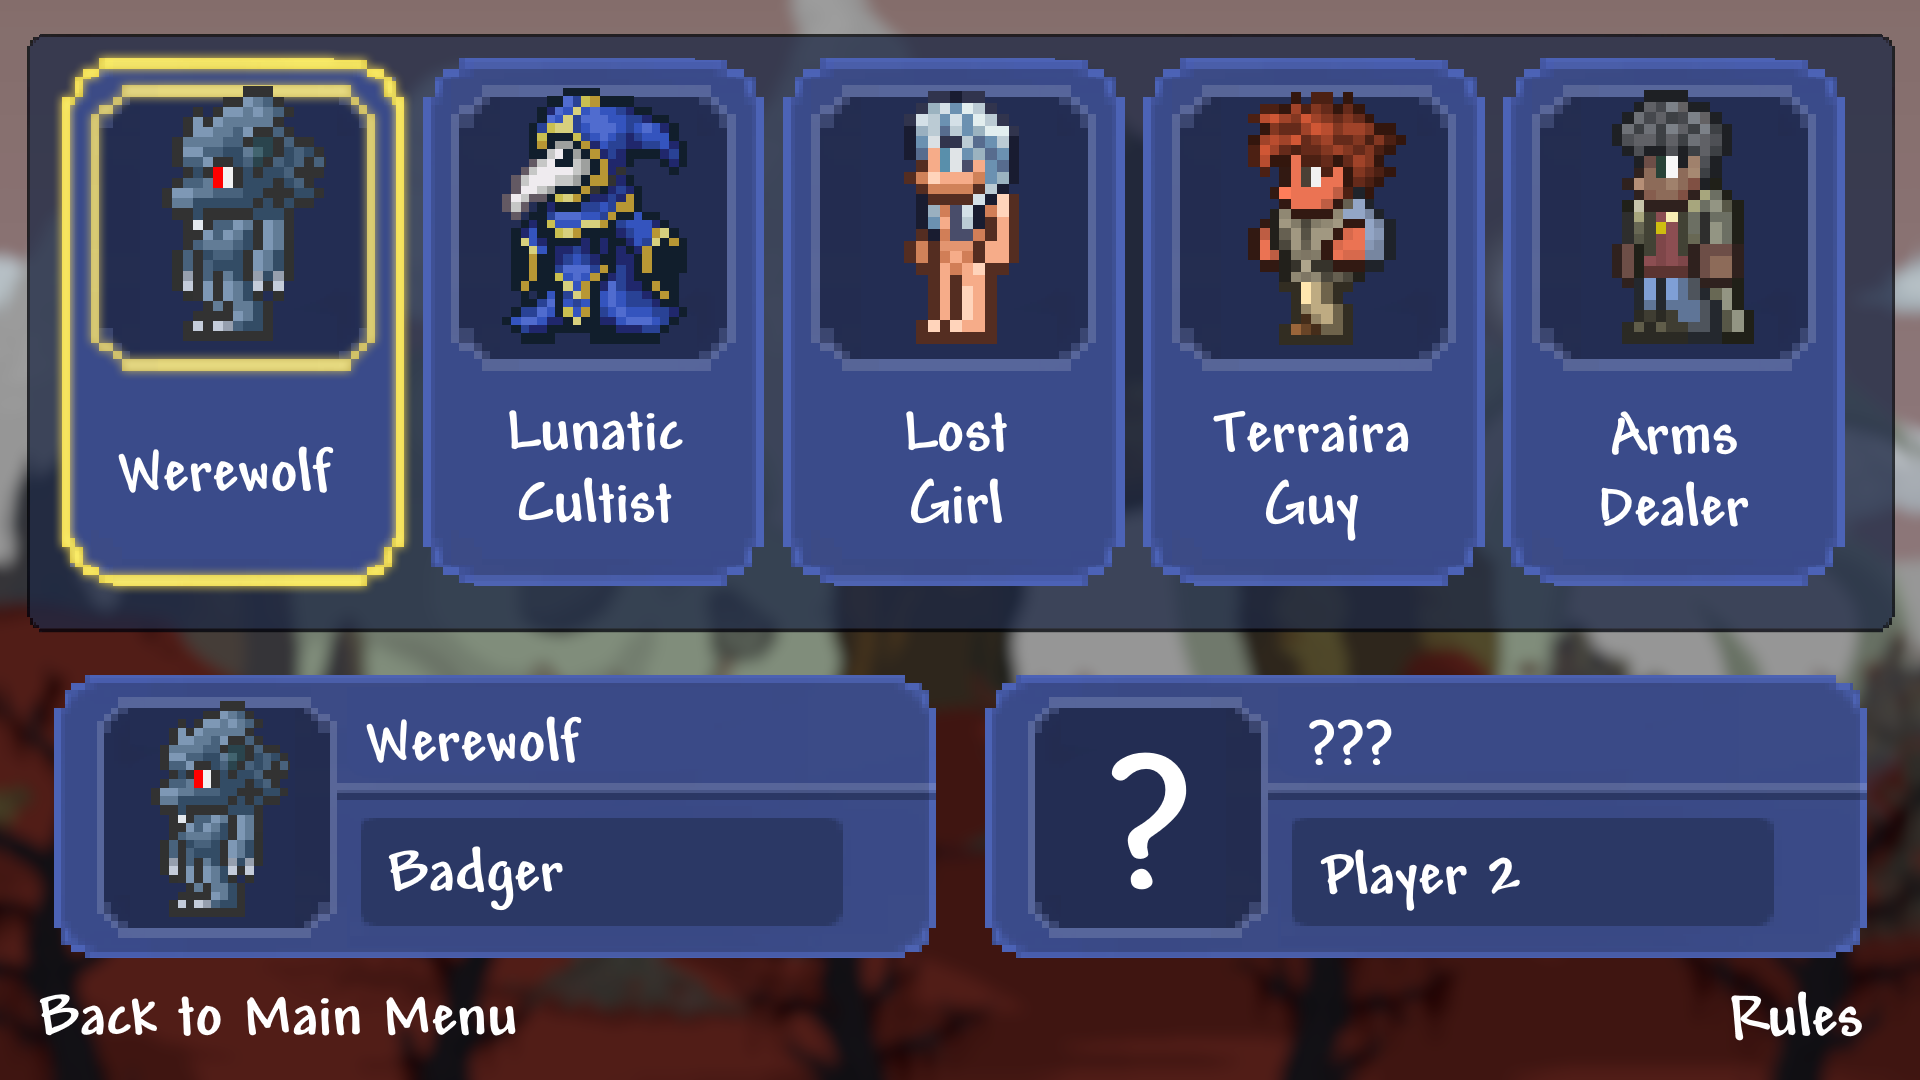 Werewolf
Lunatic
Cultist
Lost
Girl
Terraira
Guy
Arms
Dealer
Werewolf
Badger
?
???
Player 2
Back to Main Menu
Rules